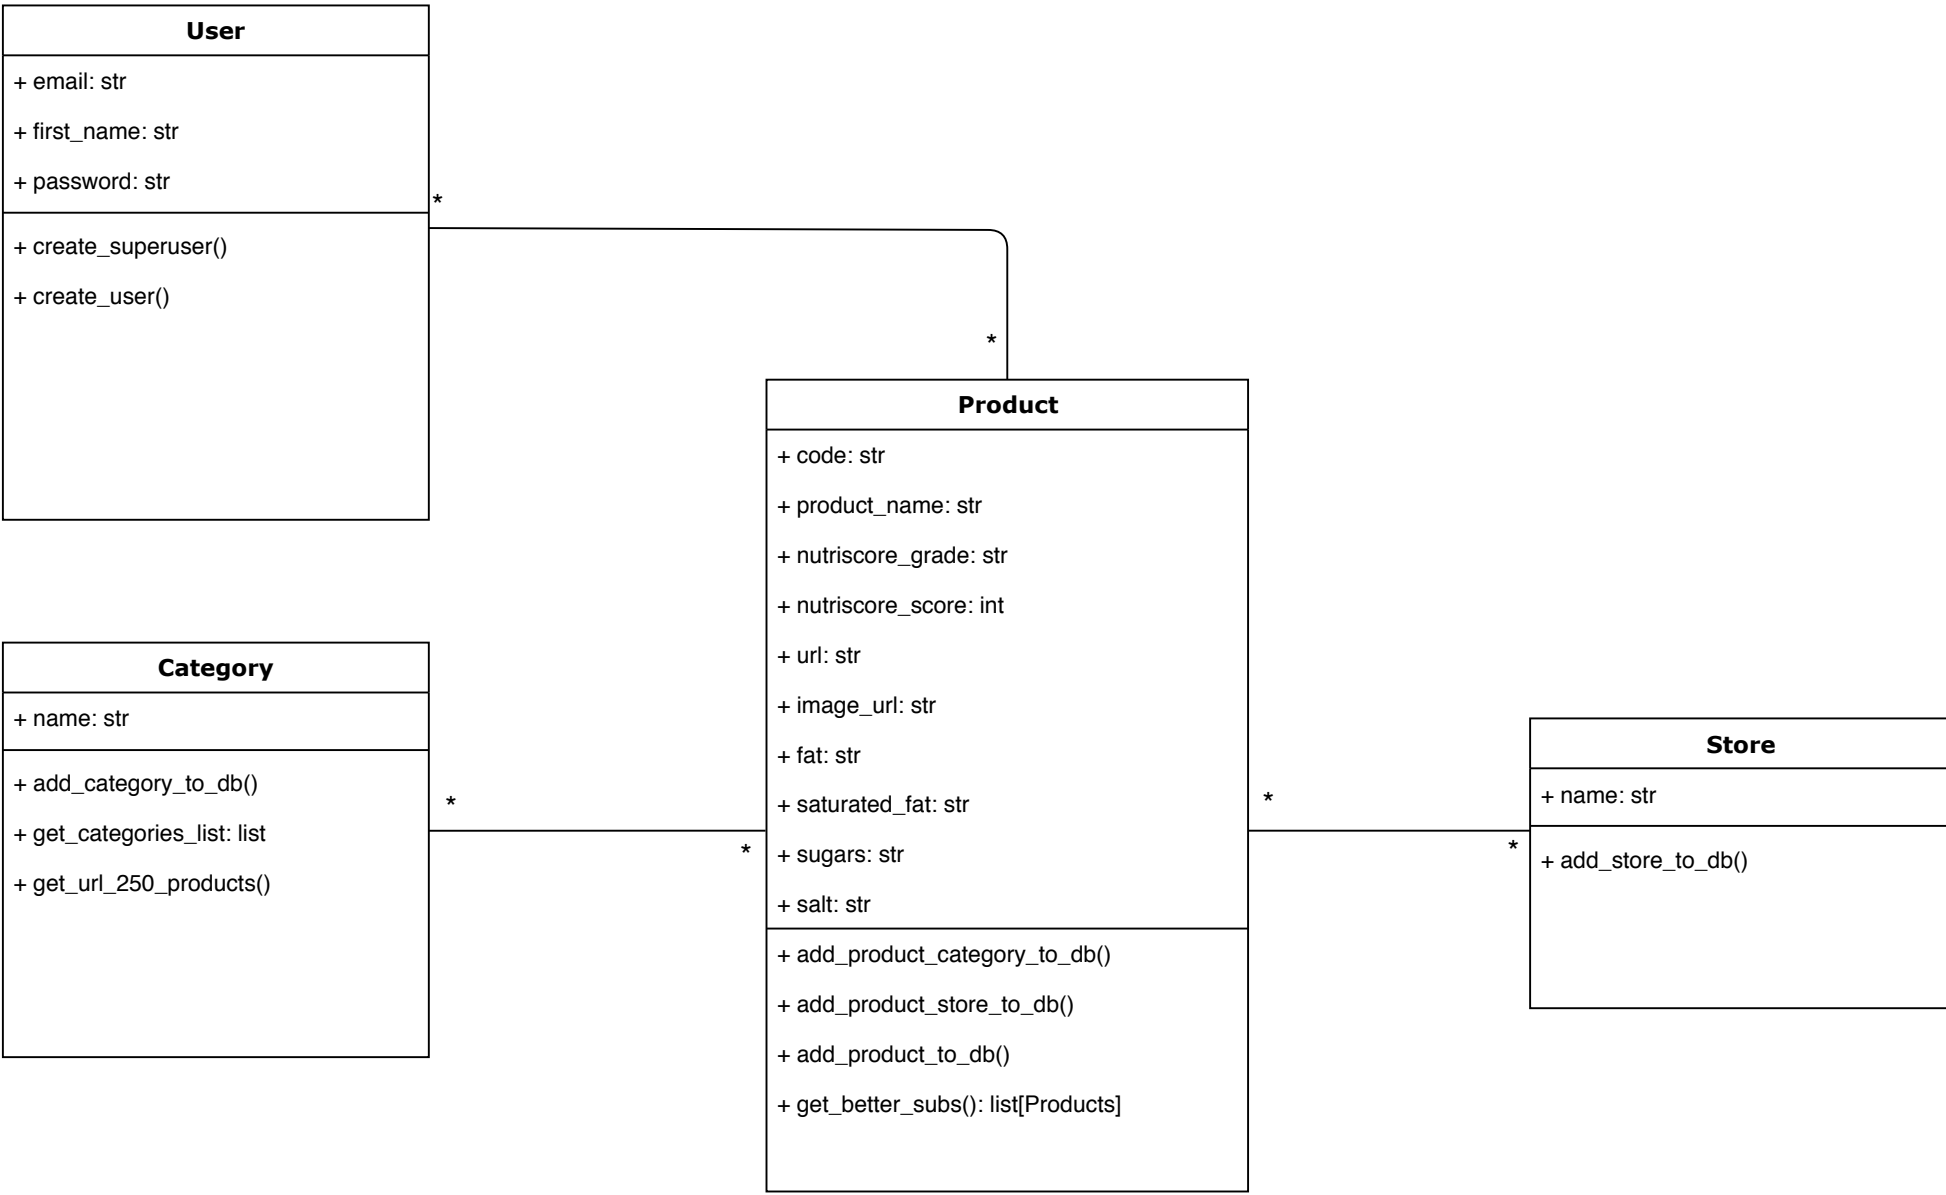 User
+ email: str
+ first_name: str
+ password: str
+ create_superuser()
+ create_user()
*
*
Product
+ code: str
+ product_name: str
+ nutriscore_grade: str
+ nutriscore_score: int
+ url: str
+ image_url: str
+ fat: str
+ saturated_fat: str
+ sugars: str
+ salt: str
+ add_product_category_to_db()
+ add_product_store_to_db()
+ add_product_to_db()
+ get_better_subs(): list[Products]
Category
+ name: str
+ add_category_to_db()
+ get_categories_list: list
+ get_url_250_products()
*
*
*
*
Store
+ name: str
+ add_store_to_db()